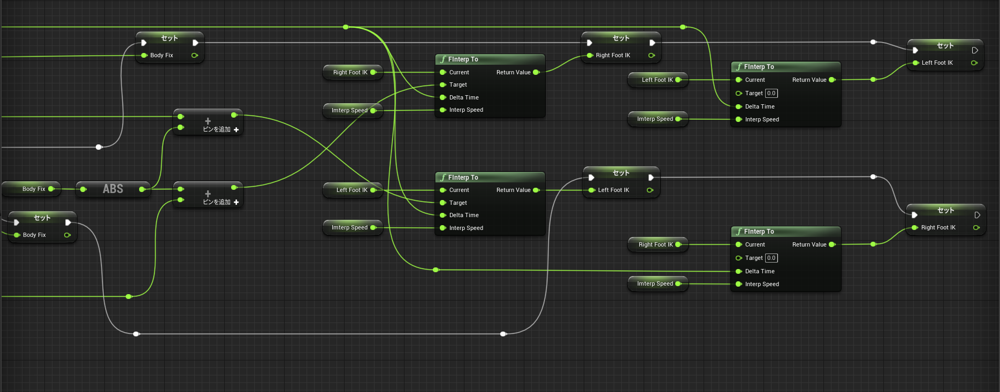 セット
Body Fix
セット
Right Foot IK
セット
Left Foot IK
FInterp To
Current
Return Value
Target
Delta Time
Interp Speed
Right Foot IK
Imterp Speed
FInterp To
Current
Return Value
Target 0.0
Delta Time
Interp Speed
Left Foot IK
Imterp Speed
+
ピンを追加 +
Body Fix
ABS
+
ピンを追加 +
セット
Body Fix
FInterp To
Current
Return Value
Target
Delta Time
Interp Speed
Left Foot IK
Imterp Speed
セット
Left Foot IK
セット
Right Foot IK
FInterp To
Current
Return Value
Target 0.0
Delta Time
Interp Speed
Right Foot IK
Imterp Speed